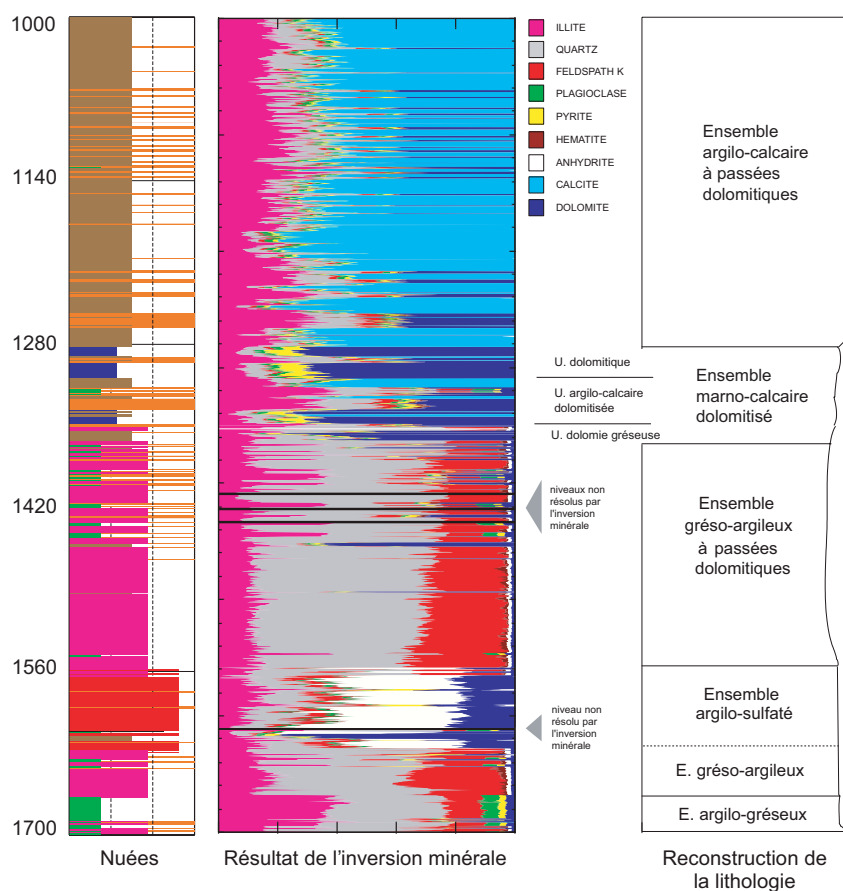 1000
1140
1280
1420
1560
1700
ILLITE
QUARTZ
FELDSPATH K
PLAGIOCLASE
PYRITE
HEMATITE
ANHYDRITE
CALCITE
DOLOMITE
Ensemble
argilo-calcaire
à passées
dolomitiques
U. dolomitique
U. argilo-calcaire
dolomitisée
U. dolomie gréseuse
Ensemble
marno-calcaire
dolomitisé
niveaux non
résolus par
l'inversion
minérale
Ensemble
gréso-argileux
à passées
dolomitiques
niveau non
résolu par
l'inversion
minérale
Ensemble
argilo-sulfaté
E. gréso-argileux
E. argilo-gréseux
Nuées
Résultat de l'inversion minérale
Reconstruction de
la lithologie